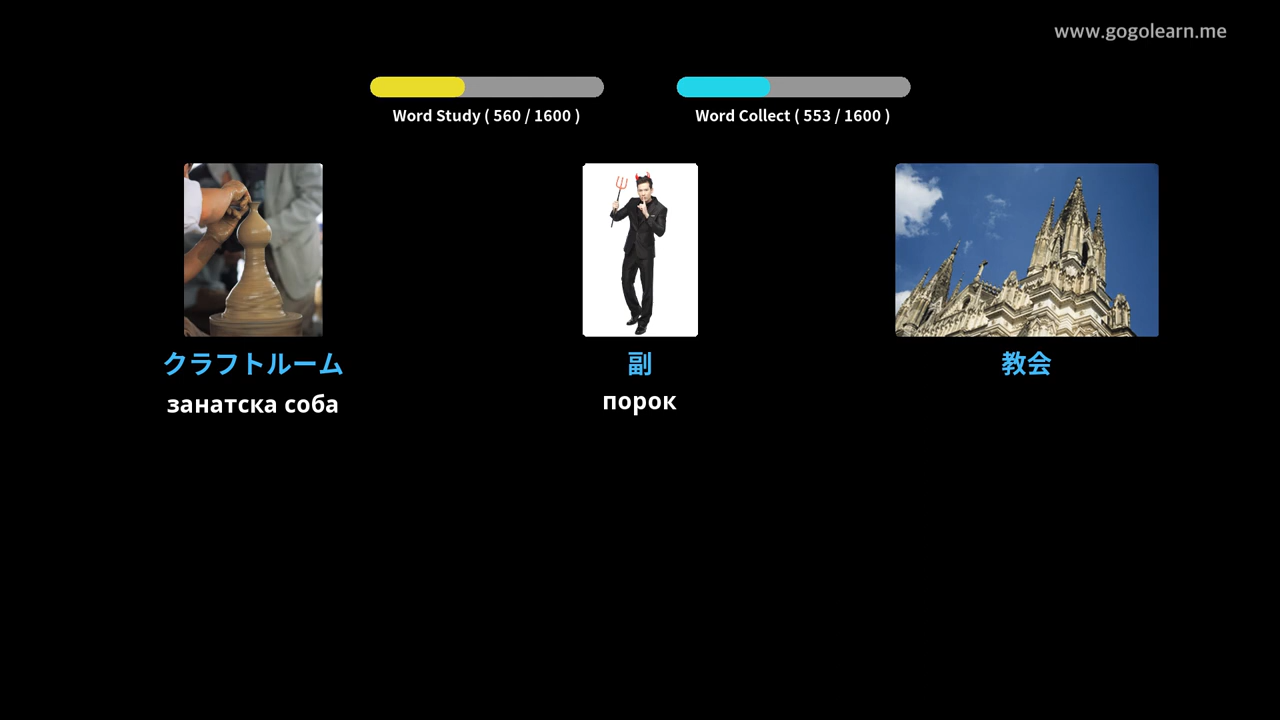 www.gogolearn.me
Word Study ( 560 / 1600 )
Word Collect ( 553 / 1600 )
クラフトルーム
副
教会
занатска соба
порок